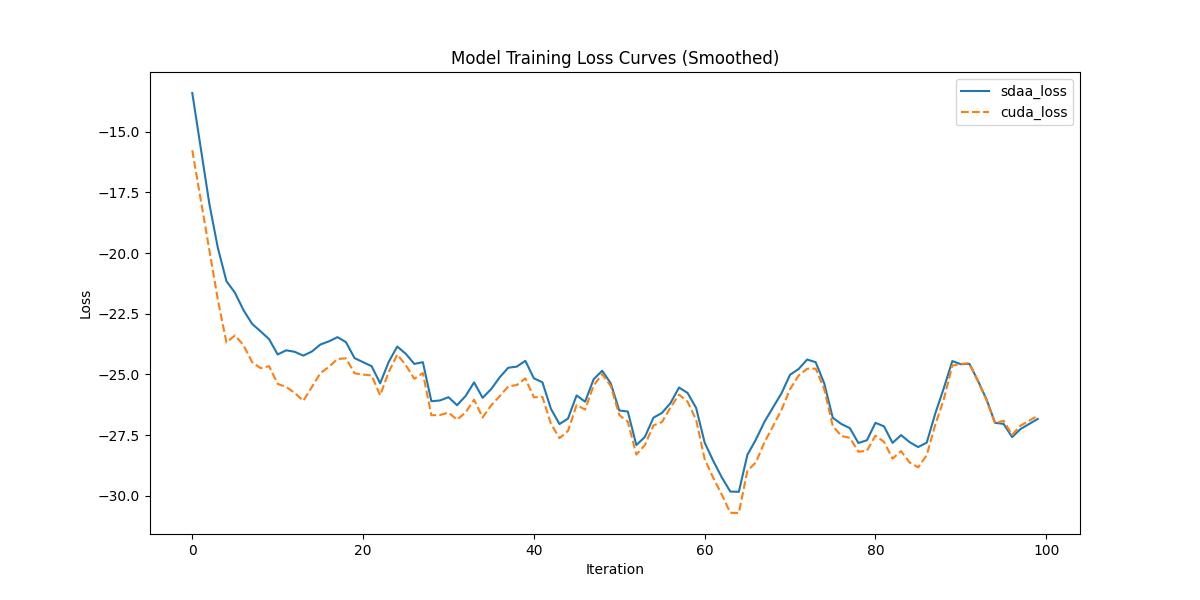 Model Training Loss Curves (Smoothed)
sdaa_loss
cuda_loss
Loss
−15.0
−17.5
−20.0
−22.5
−25.0
−27.5
−30.0
0 20 40 60 80 100
Iteration